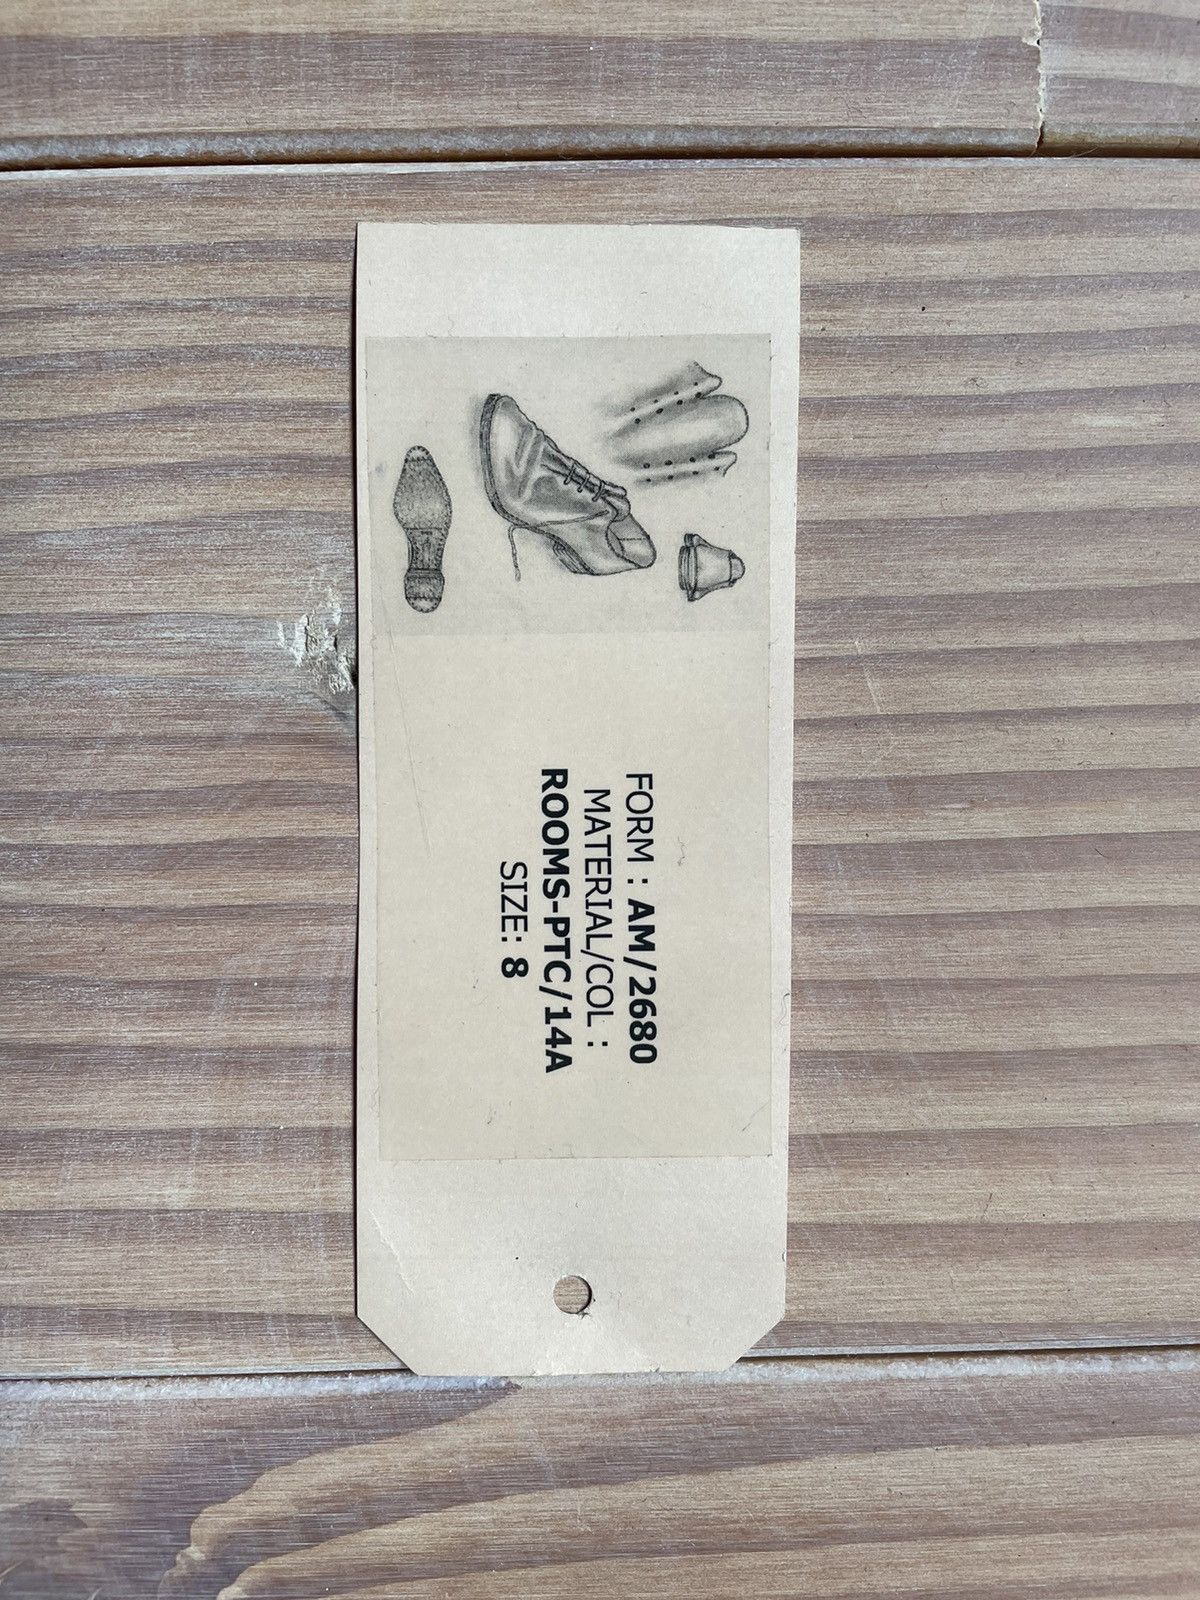 FORM : AM/2680
MATERIAL/COL :
ROOMS-PTC/14A
SIZE: 8